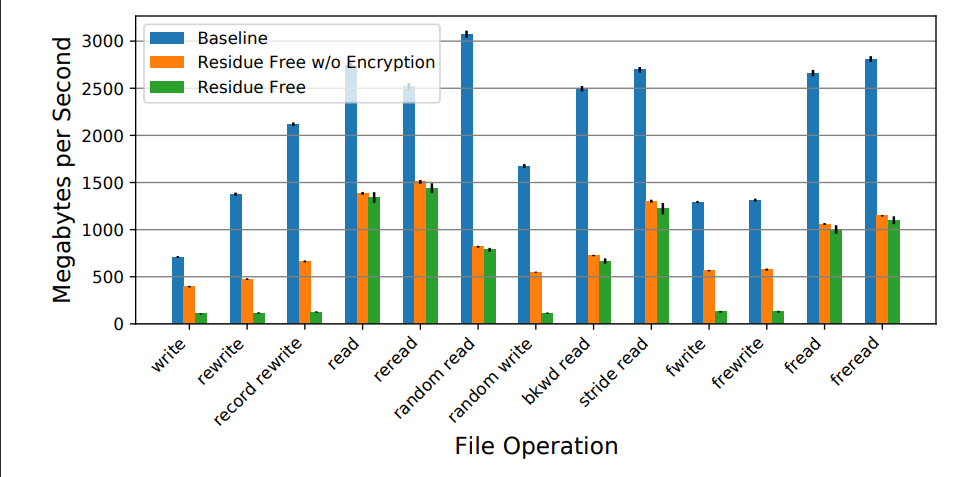 Megabytes per Second
3000
2500
2000
1500
1000
500
0
Baseline
Residue Free w/o Encryption
Residue Free
write
rewrite
record rewrite
read
reread
random read
random write
bkwd read
stride read
fwrite
frewrite
fread
freread
File Operation